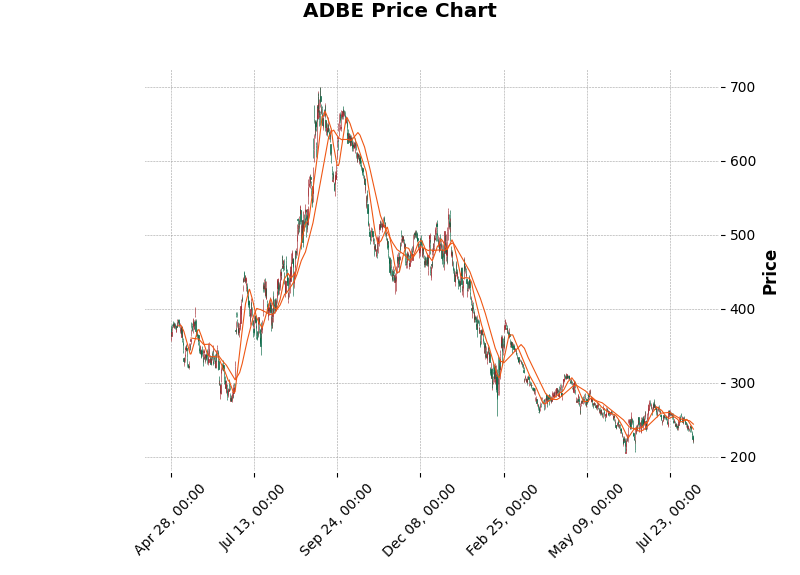 ADBE Price Chart
700
600
500
400
300
200
Price
Apr 28, 00:00
Jul 13, 00:00
Sep 24, 00:00
Dec 08, 00:00
Feb 25, 00:00
May 09, 00:00
Jul 23, 00:00